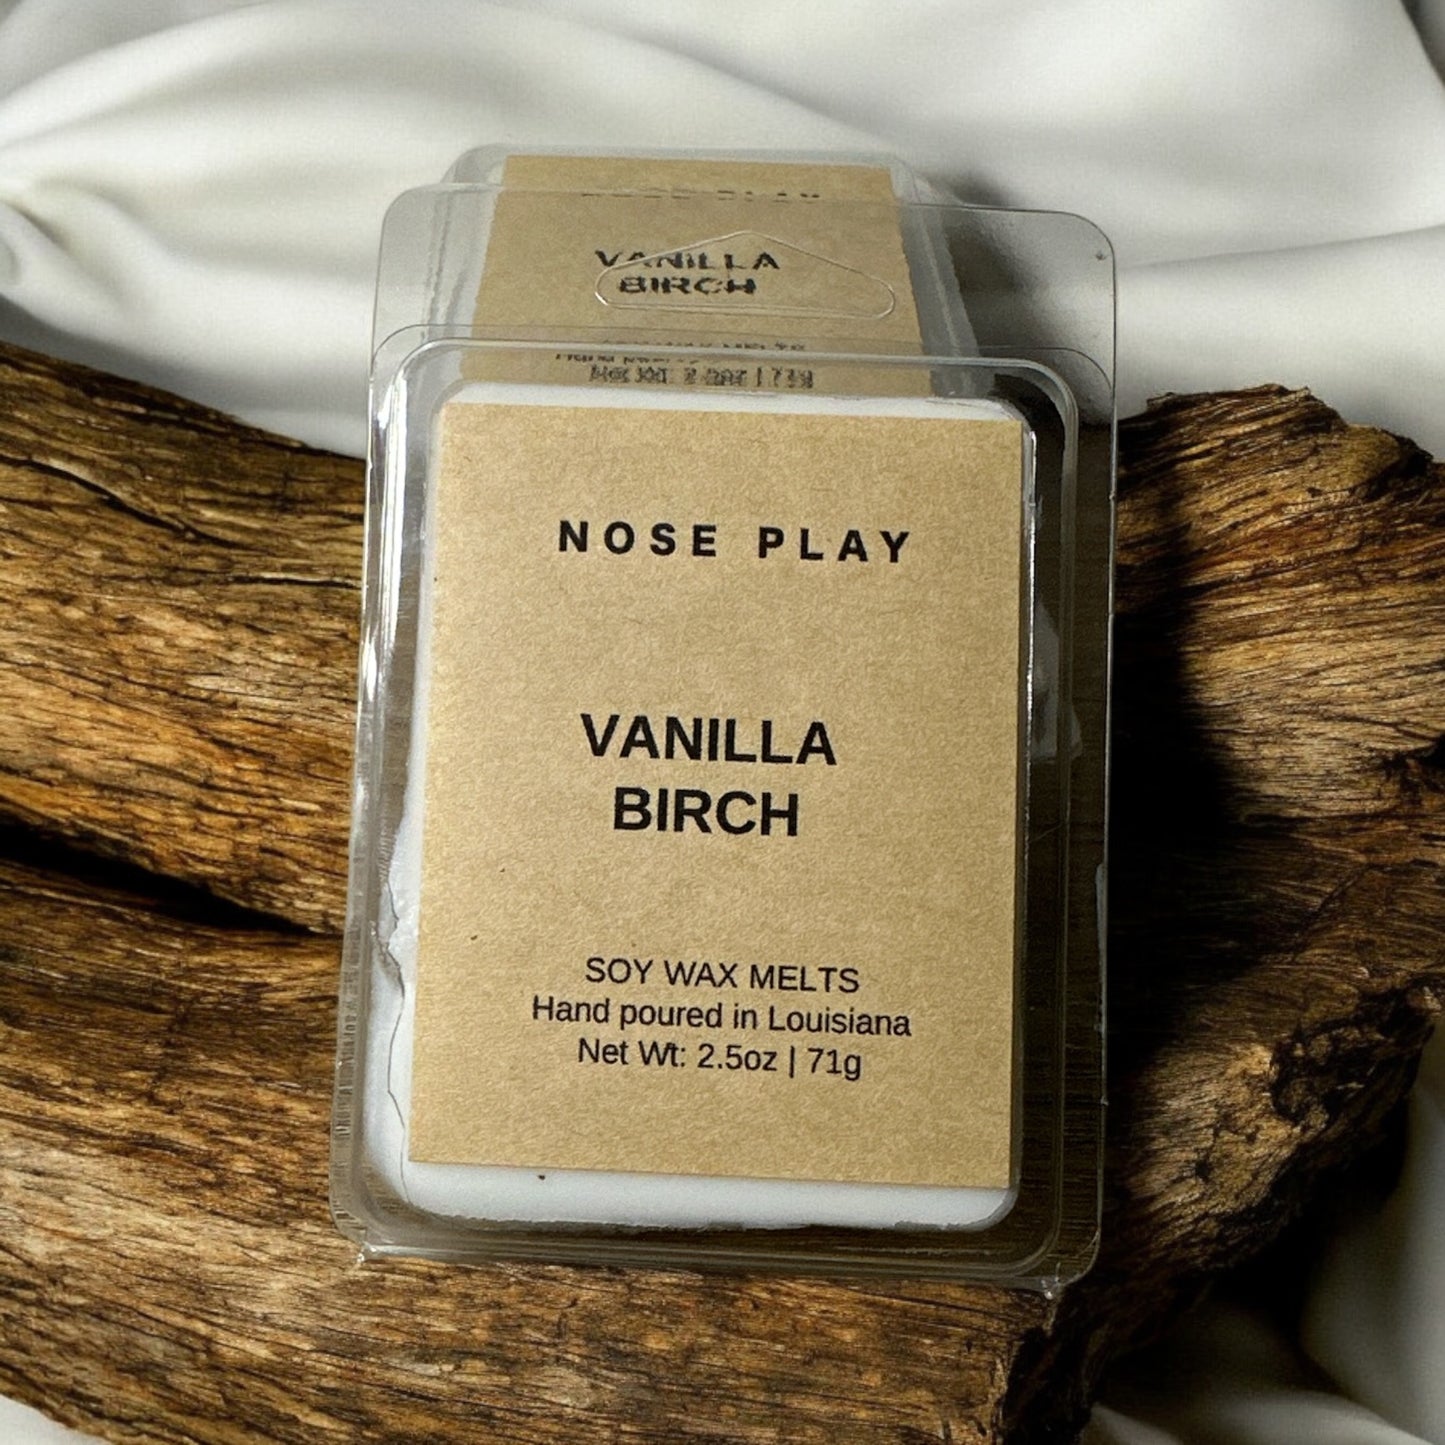 VANILLA
BIRCH
NOSE PLAY
VANILLA
BIRCH
SOY WAX MELTS
Hand poured in Louisiana
Net Wt: 2.5oz | 71g